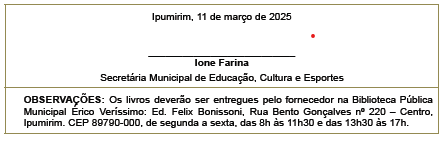 Ipumirim, 11 de março de 2025
Ione Farina
Secretária Municipal de Educação, Cultura e Esportes
OBSERVAÇÕES: Os livros deverão ser entregues pelo fornecedor na Biblioteca Pública
Municipal Érico Veríssimo: Ed. Felix Bonissoni, Rua Bento Gonçalves nº 220 – Centro,
Ipumirim. CEP 89790-000, de segunda a sexta, das 8h às 11h30 e das 13h30 às 17h.